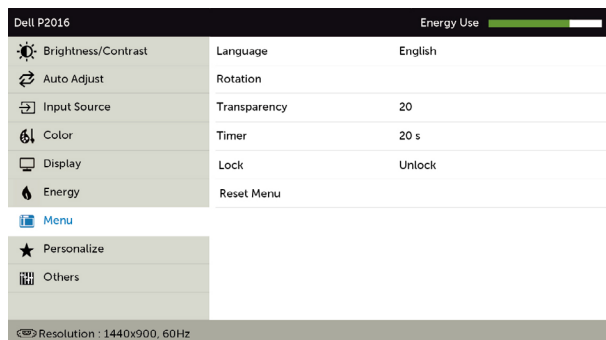 Dell P2016 Energy Use
Brightness/Contrast Language English
Auto Adjust Rotation
Input Source Transparency 20
Color Timer 20 s
Display Lock Unlock
Energy Reset Menu
Menu
Personalize
Others
Resolution : 1440x900, 60Hz